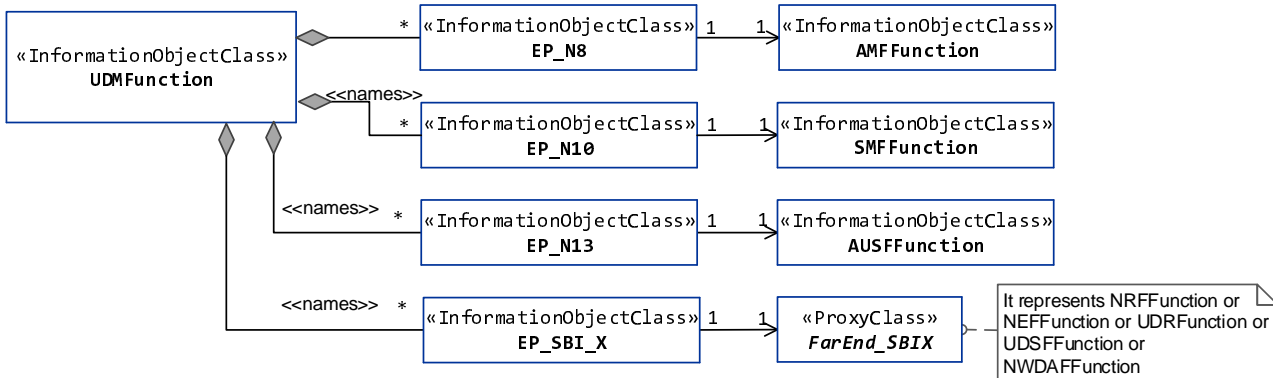 «InformationObjectClass»
UDMFunction
*
«InformationObjectClass»
EP_N8
1 1
«InformationObjectClass»
AMFFunction
<<names>>
*
«InformationObjectClass»
EP_N10
1 1
«InformationObjectClass»
SMFFunction
<<names>>
*
«InformationObjectClass»
EP_N13
1 1
«InformationObjectClass»
AUSFFunction
<<names>>
*
«InformationObjectClass»
EP_SBI_X
1 1
«ProxyClass»
FarEnd_SBIX
It represents NRFFunction or
NEFFunction or UDRFunction or
UDSFFunction or
NWDAFFunction